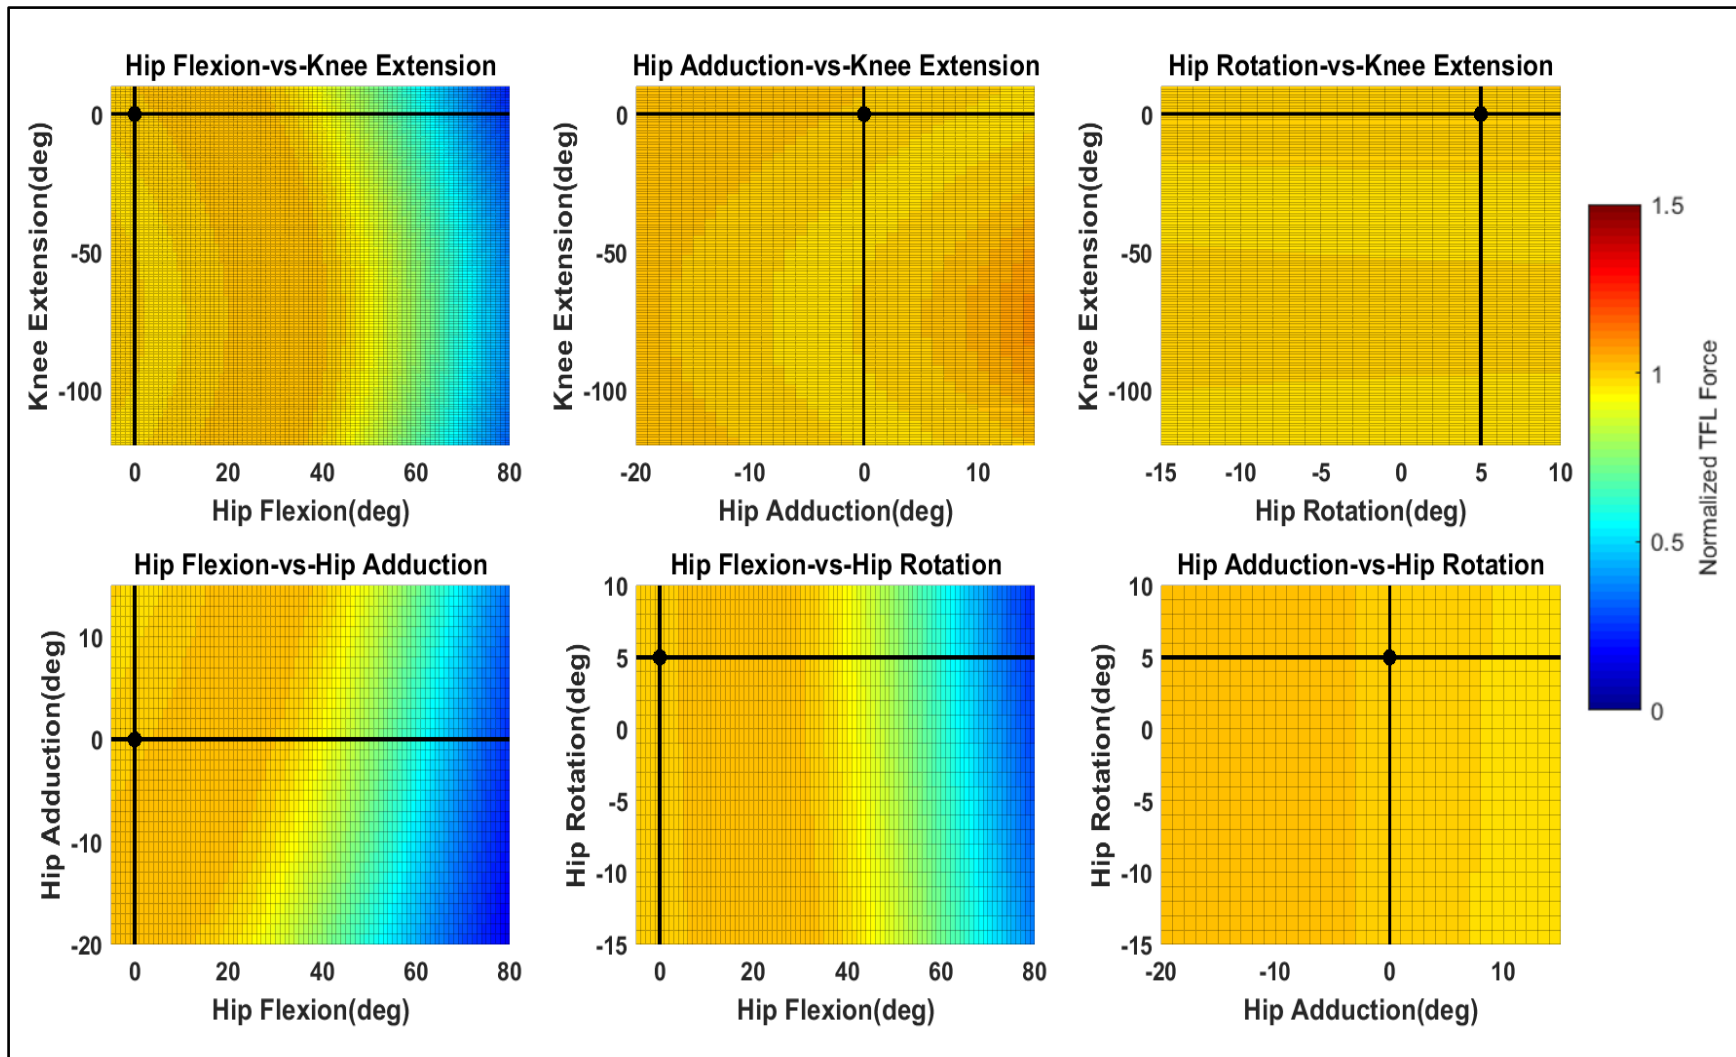 Hip Flexion-vs-Knee Extension
Knee Extension(deg)
0
-50
-100
0 20 40 60 80
Hip Flexion(deg)
Hip Adduction-vs-Knee Extension
Knee Extension(deg)
0
-50
-100
-20 -10 0 10
Hip Adduction(deg)
Hip Rotation-vs-Knee Extension
Knee Extension(deg)
0
-50
-100
-15 -10 -5 0 5 10
Hip Rotation(deg)
Hip Flexion-vs-Hip Adduction
Hip Adduction(deg)
10
0
-10
-20
0 20 40 60 80
Hip Flexion(deg)
Hip Flexion-vs-Hip Rotation
Hip Rotation(deg)
10
5
0
-5
-10
-15
0 20 40 60 80
Hip Flexion(deg)
Hip Adduction-vs-Hip Rotation
Hip Rotation(deg)
10
5
0
-5
-10
-15
-20 -10 0 10
Hip Adduction(deg)
1.5
1
0.5
0
Normalized TFL Force